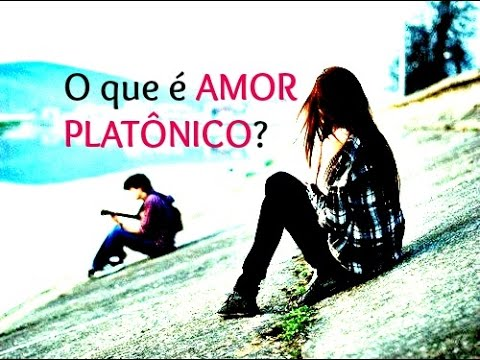 O que é AMOR
PLATÔNICO?